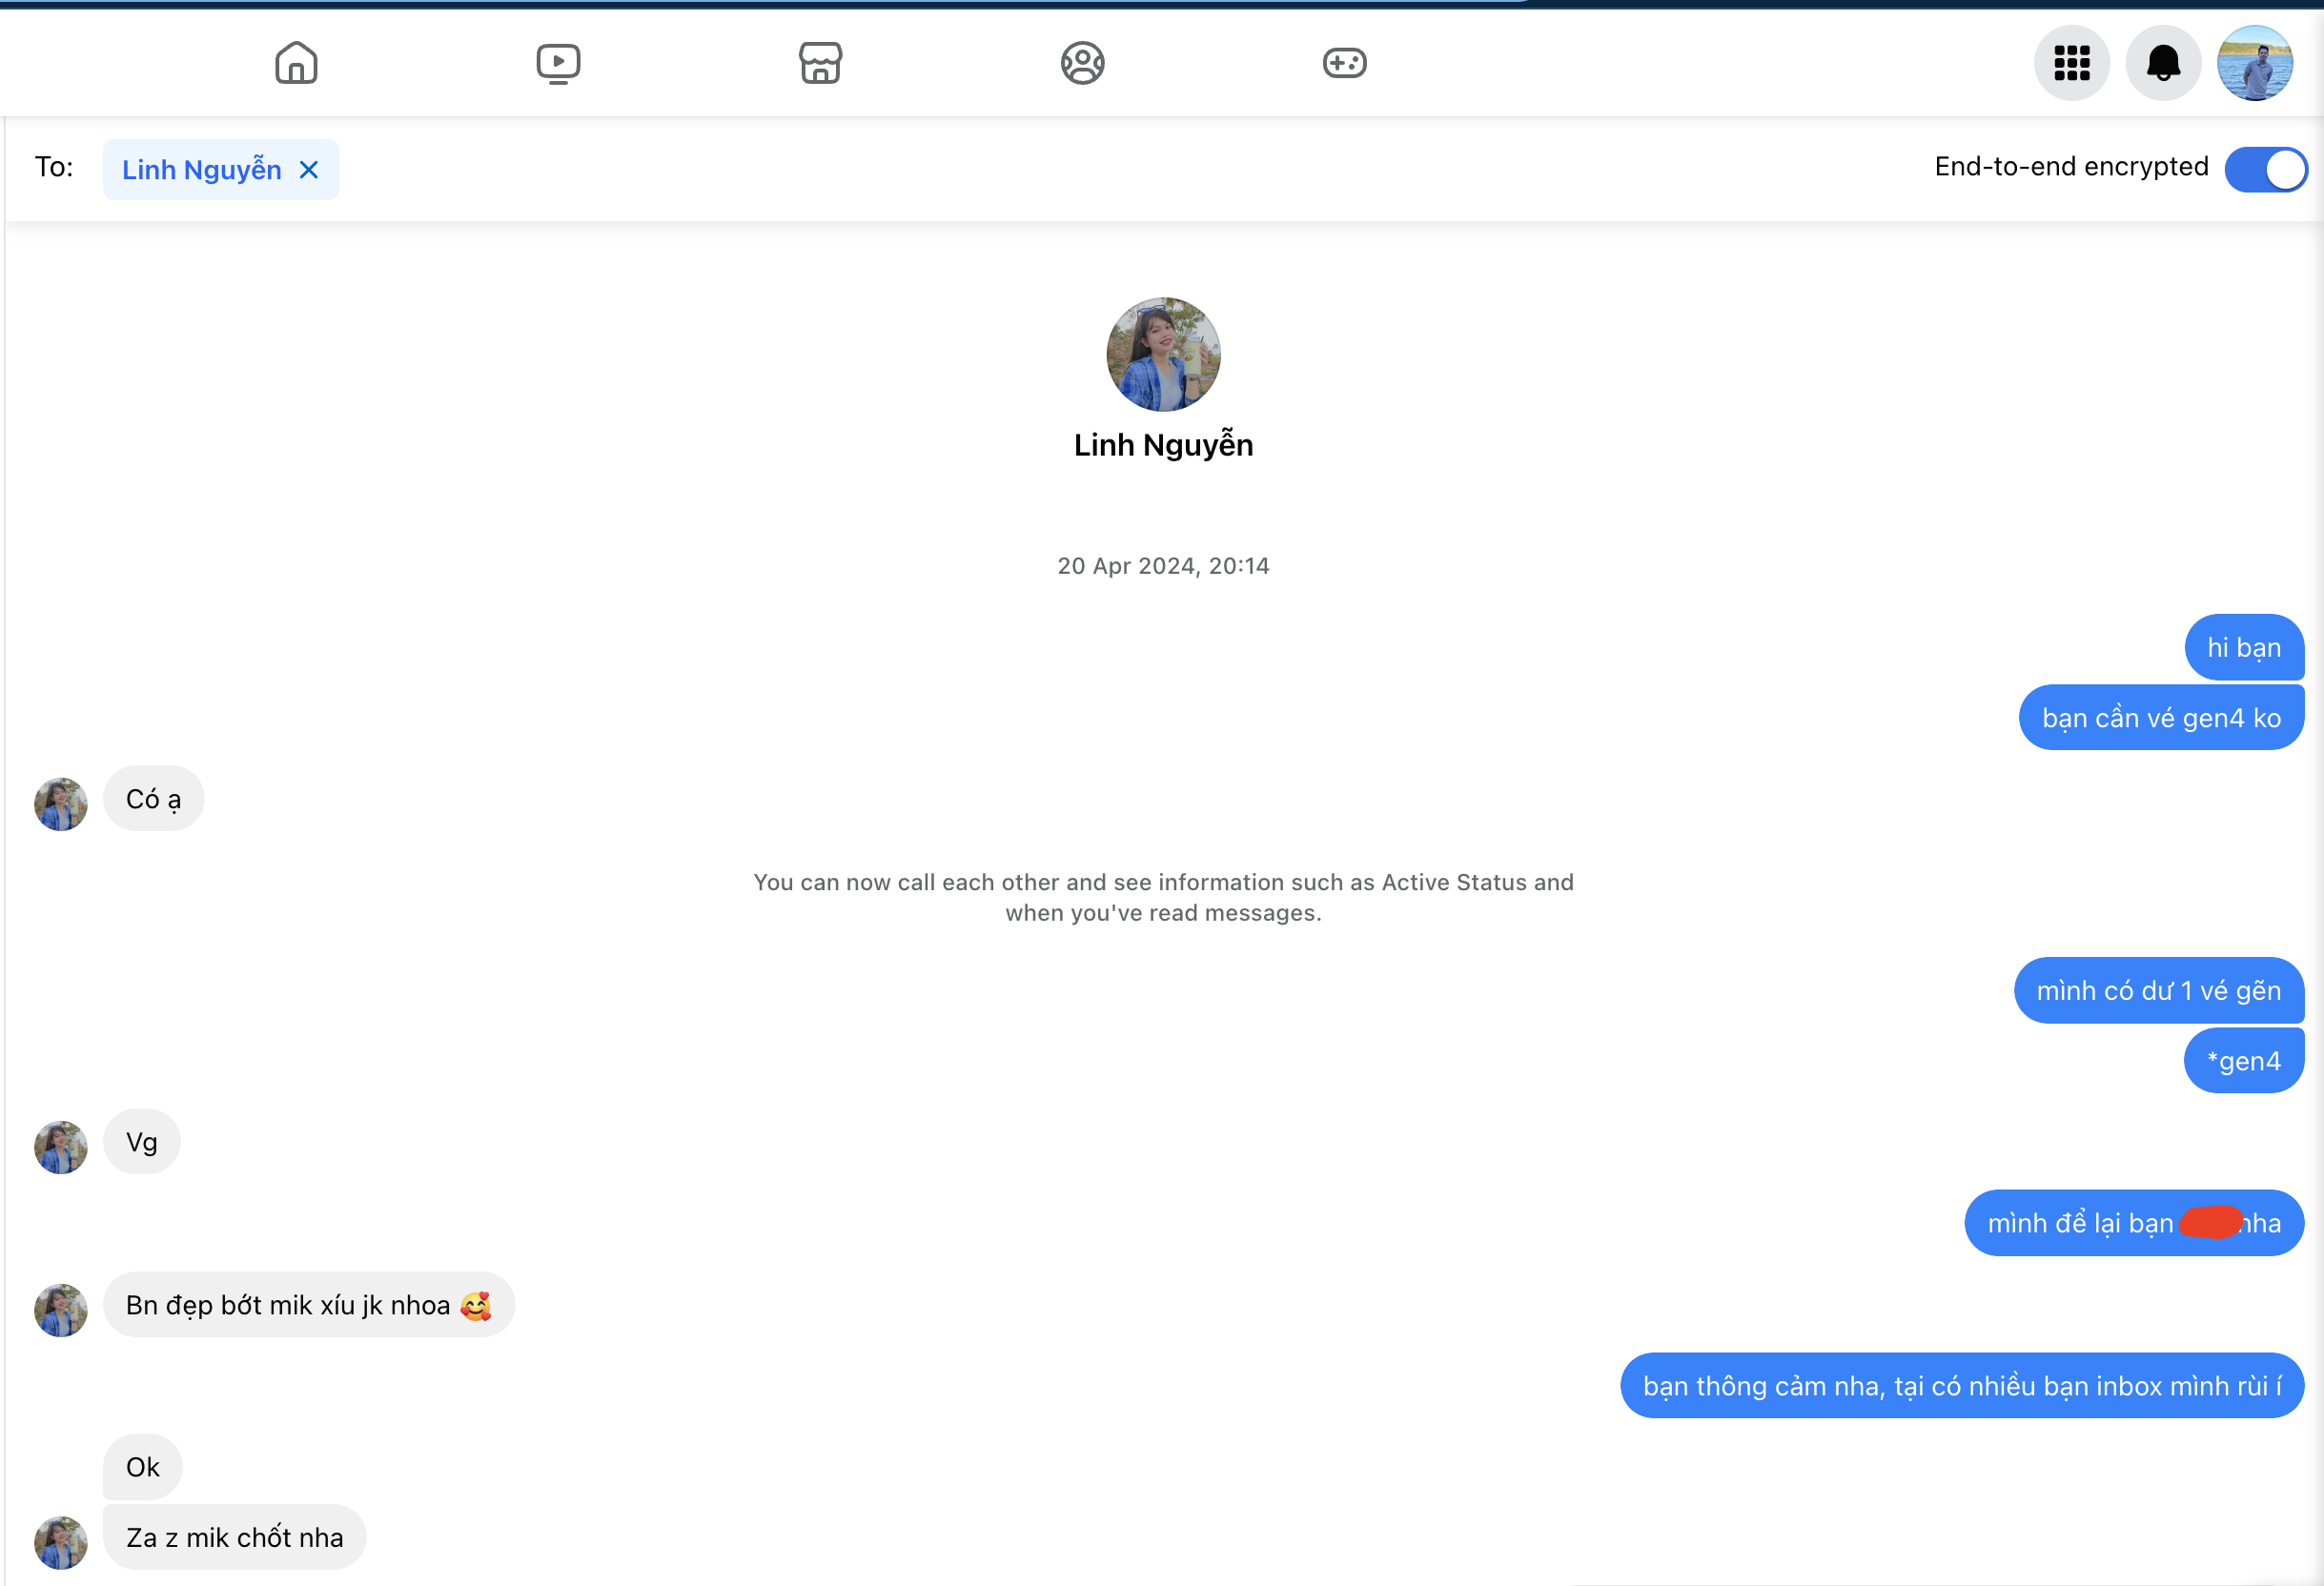 To:
Linh Nguyễn
End-to-end encrypted
Linh Nguyễn
20 Apr 2024, 20:14
hi bạn
bạn cần vé gen4 ko
Có ạ
You can now call each other and see information such as Active Status and
when you've read messages.
mình có dư 1 vé gẽn
*gen4
Vg
mình để lại bạn nha
Bn đẹp bớt mik xíu jk nhoa 🥰
bạn thông cảm nha, tại có nhiều bạn inbox mình rùi í
Ok
Za z mik chốt nha